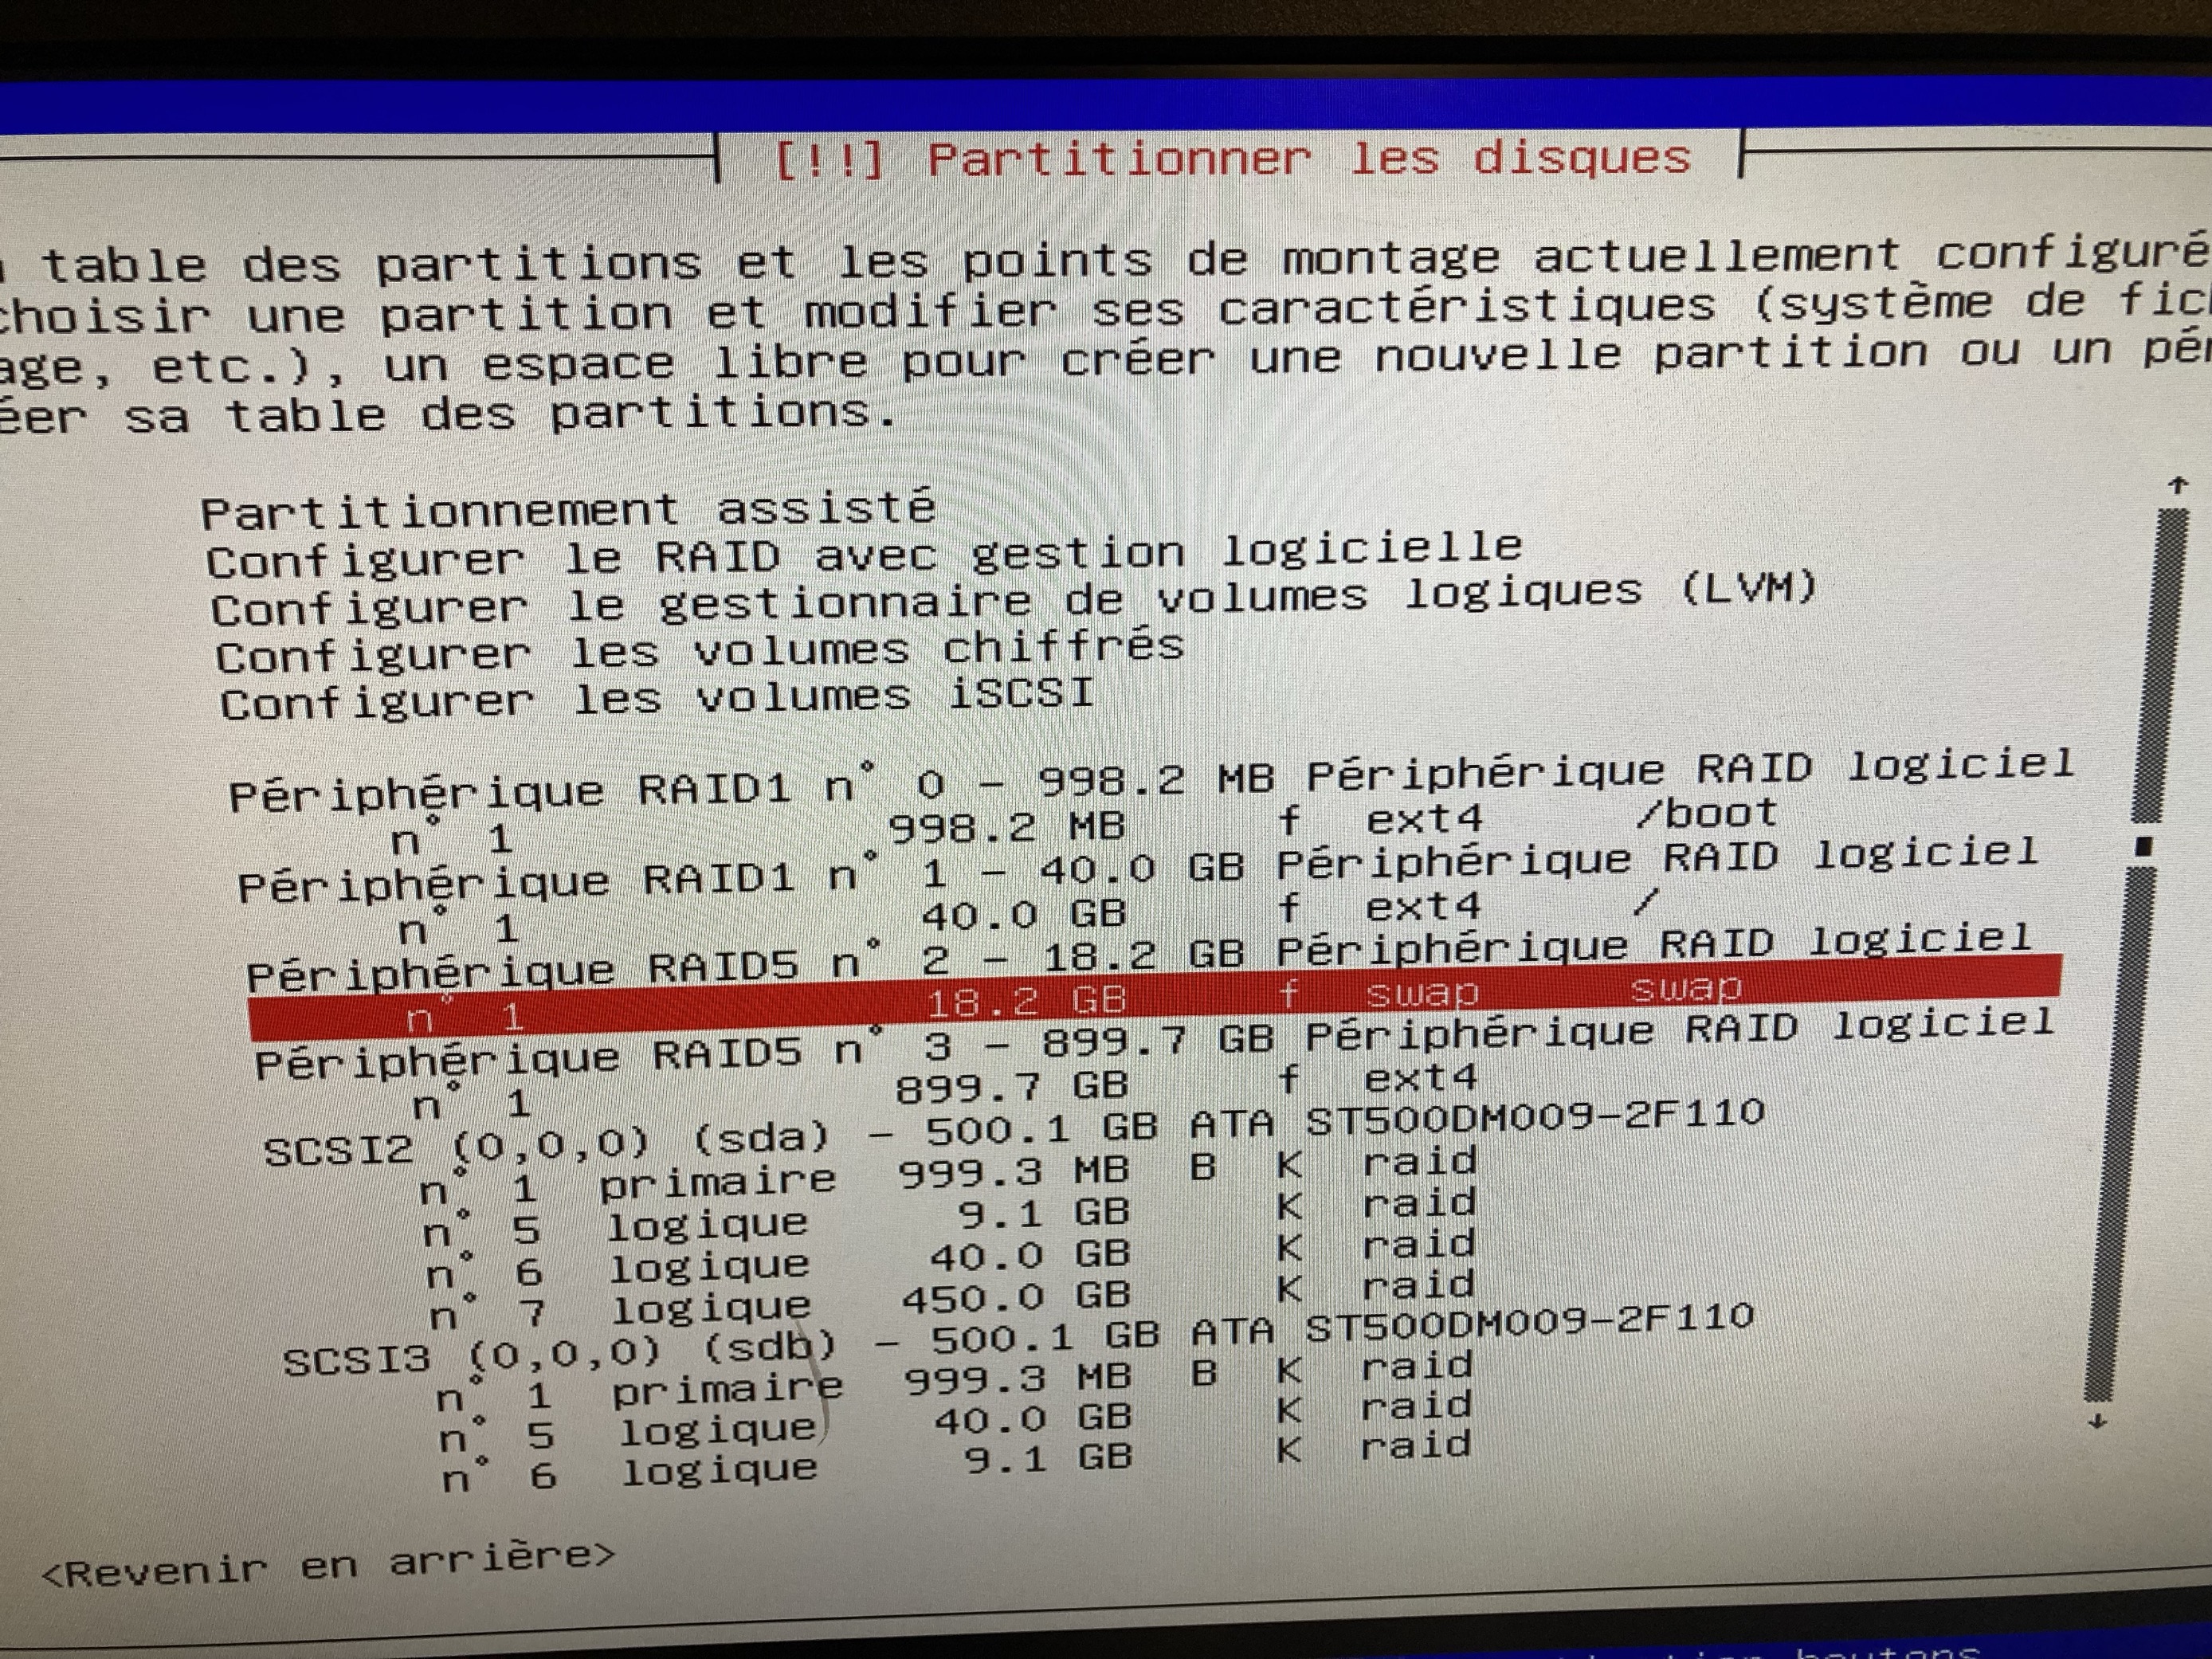 [!!] Partitionner les disques
table des partitions et les points de montage actuellement configuré
choisir une partition et modifier ses caractéristiques (système de fic
age, etc.), un espace libre pour créer une nouvelle partition ou un pé
éer sa table des partitions.
Partitionnement assisté
Configurer le RAID avec gestion logicielle
Configurer le gestionnaire de volumes logiques (LVM)
Configurer les volumes chiffrés
Configurer les volumes iSCSI
Périphérique RAID1 n° 0 - 998.2 MB Périphérique RAID logiciel
n° 1 998.2 MB f ext4 /boot
Périphérique RAID1 n° 1 - 40.0 GB Périphérique RAID logiciel
n° 1 40.0 GB f ext4 /
Périphérique RAID5 n° 2 - 18.2 GB Périphérique RAID logiciel
n° 1 18.2 GB f swap swap
Périphérique RAID5 n° 3 - 899.7 GB Périphérique RAID logiciel
n° 1 899.7 GB f ext4
SCSI2 (0,0,0) (sda) - 500.1 GB ATA ST500DM009-2F110
n° 1 primaire 999.3 MB B K raid
n° 5 logique 9.1 GB K raid
n° 6 logique 40.0 GB K raid
n° 7 logique 450.0 GB K raid
SCSI3 (0,0,0) (sdb) - 500.1 GB ATA ST500DM009-2F110
n° 1 primaire 999.3 MB B K raid
n° 5 logique 40.0 GB K raid
n° 6 logique 9.1 GB K raid
<Revenir en arrière>
boutons